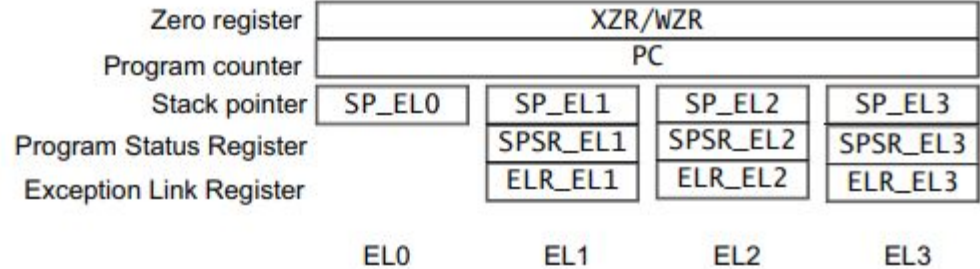 Zero register XZR/WZR
Program counter PC
Stack pointer SP_EL0 SP_EL1 SP_EL2 SP_EL3
Program Status Register SPSR_EL1 SPSR_EL2 SPSR_EL3
Exception Link Register ELR_EL1 ELR_EL2 ELR_EL3
EL0 EL1 EL2 EL3